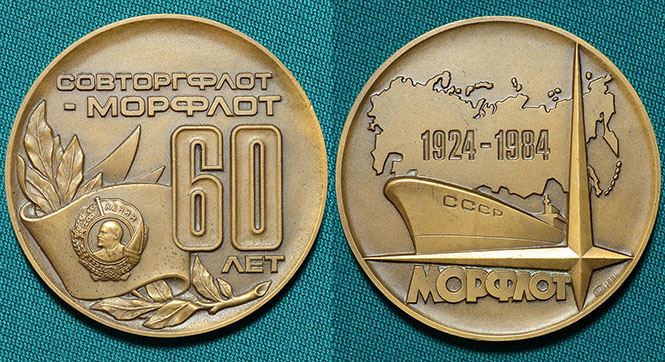 СОВТОРГФЛОТ
- МОРФЛОТ
60
ЛЕТ
ЛЕНИН
1924-1984
СССР
МОРФЛОТ